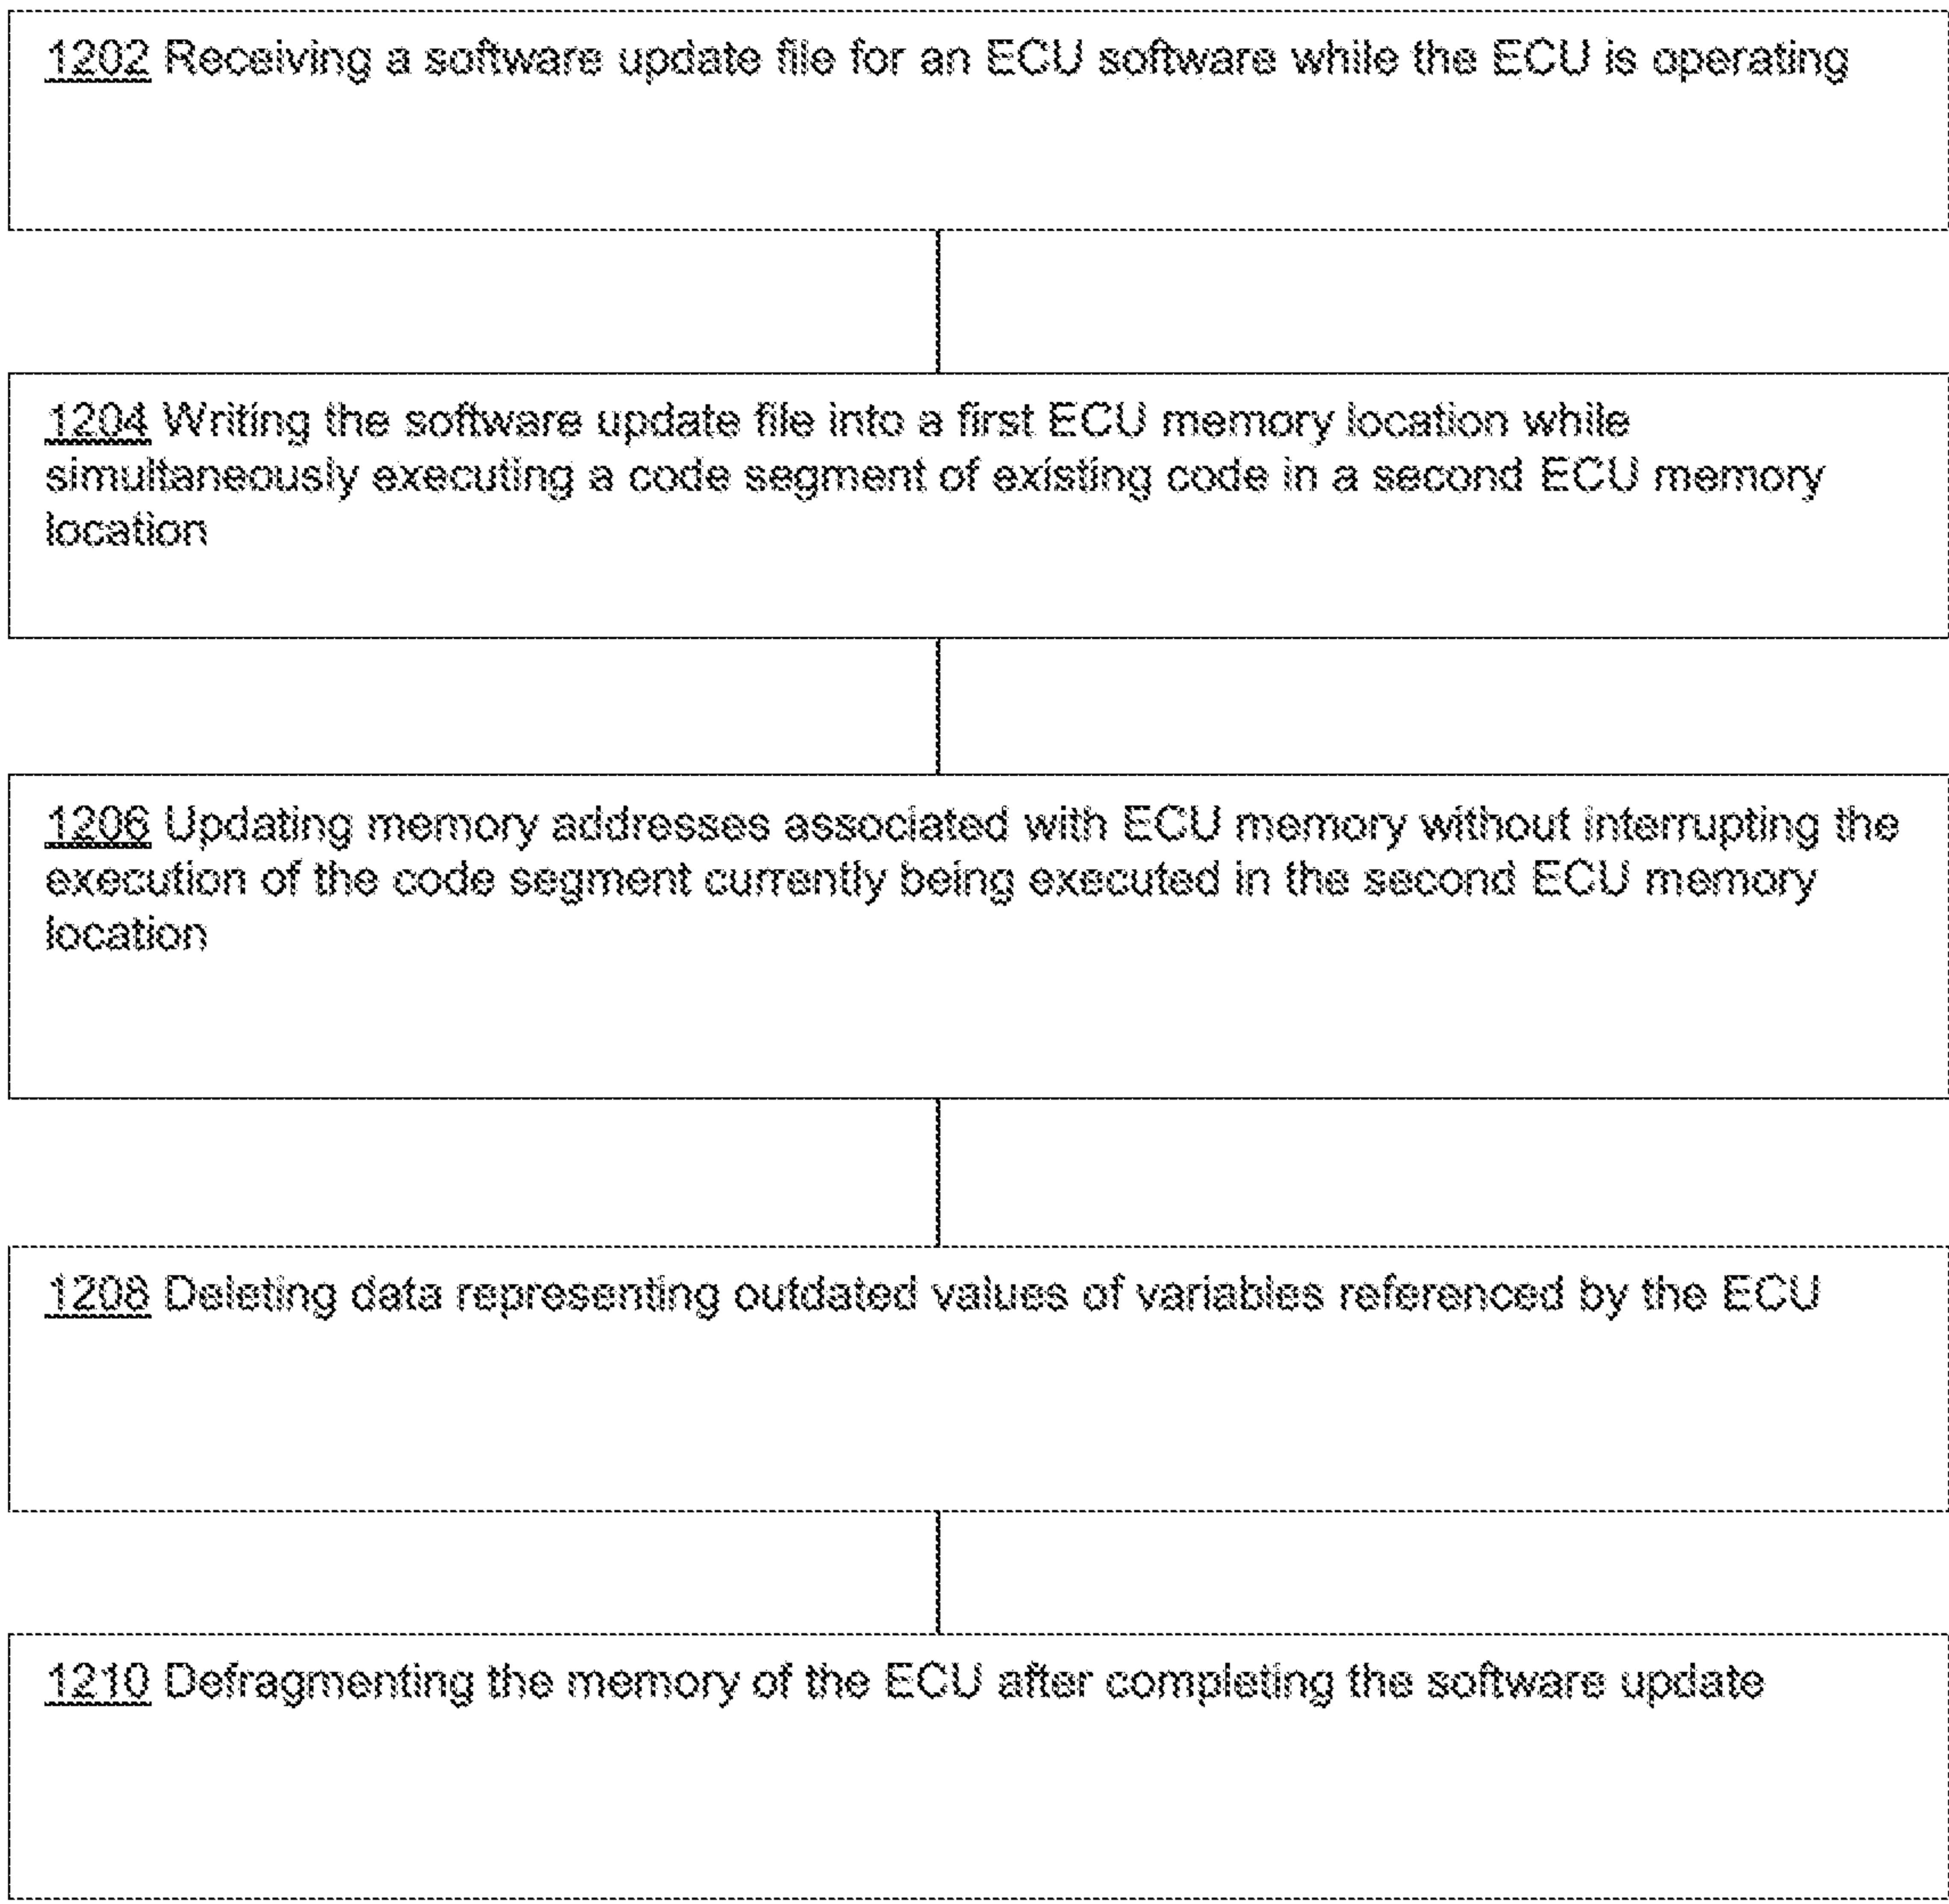 1202 Receiving a software update file for an ECU software while the ECU is operating
1204 Writing the software update file into a first ECU memory location while
simultaneously executing a code segment of existing code in a second ECU memory
location
1206 Updating memory addresses associated with ECU memory without interrupting the
execution of the code segment currently being executed in the second ECU memory
location
1208 Deleting data representing outdated values of variables referenced by the ECU
1210 Defragmenting the memory of the ECU after completing the software update